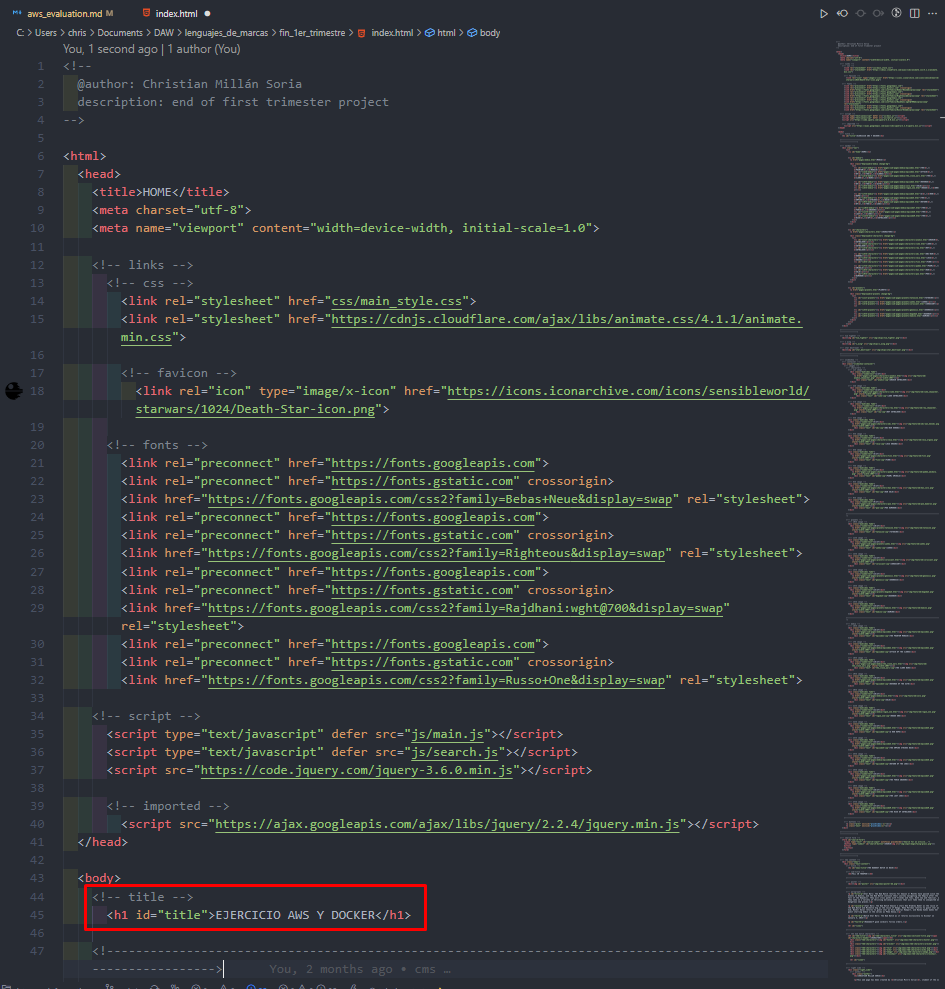 aws_evaluation.md M index.html
C: > Users > chris > Documents > DAW > lenguajes_de_marcas > fin_1er_trimestre > index.html > html > body
You, 1 second ago | 1 author (You)
1 <!--
2 @author: Christian Millán Soria
3 description: end of first trimester project
4 -->
5
6 <html>
7 <head>
8 <title>HOME</title>
9 <meta charset="utf-8">
10 <meta name="viewport" content="width=device-width, initial-scale=1.0">
11
12 <!-- links -->
13 <!-- css -->
14 <link rel="stylesheet" href="css/main_style.css">
15 <link rel="stylesheet" href="https://cdnjs.cloudflare.com/ajax/libs/animate.css/4.1.1/animate.
min.css">
16
17 <!-- favicon -->
18 <link rel="icon" type="image/x-icon" href="https://icons.iconarchive.com/icons/sensibleworld/
starwars/1024/Death-Star-icon.png">
19
20 <!-- fonts -->
21 <link rel="preconnect" href="https://fonts.googleapis.com">
22 <link rel="preconnect" href="https://fonts.gstatic.com" crossorigin>
23 <link href="https://fonts.googleapis.com/css2?family=Bebas+Neue&display=swap" rel="stylesheet">
24 <link rel="preconnect" href="https://fonts.googleapis.com">
25 <link rel="preconnect" href="https://fonts.gstatic.com" crossorigin>
26 <link href="https://fonts.googleapis.com/css2?family=Righteous&display=swap" rel="stylesheet">
27 <link rel="preconnect" href="https://fonts.googleapis.com">
28 <link rel="preconnect" href="https://fonts.gstatic.com" crossorigin>
29 <link href="https://fonts.googleapis.com/css2?family=Rajdhani:wght@700&display=swap"
rel="stylesheet">
30 <link rel="preconnect" href="https://fonts.googleapis.com">
31 <link rel="preconnect" href="https://fonts.gstatic.com" crossorigin>
32 <link href="https://fonts.googleapis.com/css2?family=Russo+One&display=swap" rel="stylesheet">
33
34 <!-- script -->
35 <script type="text/javascript" defer src="js/main.js"></script>
36 <script type="text/javascript" defer src="js/search.js"></script>
37 <script src="https://code.jquery.com/jquery-3.6.0.min.js"></script>
38
39 <!-- imported -->
40 <script src="https://ajax.googleapis.com/ajax/libs/jquery/2.2.4/jquery.min.js"></script>
41 </head>
42
43 <body>
44 <!-- title -->
45 <h1 id="title">EJERCICIO AWS Y DOCKER</h1>
46
47 <!----------------------------------------------------------------------------------------------------
-----------------> You, 2 months ago • cms …